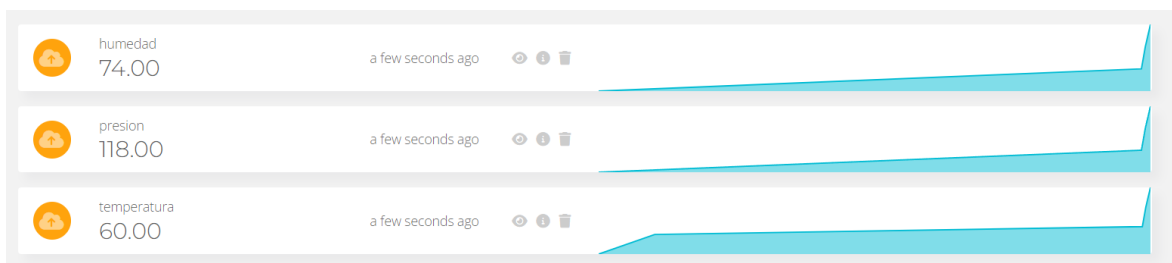 humedad
74.00
a few seconds ago
presion
118.00
a few seconds ago
temperatura
60.00
a few seconds ago